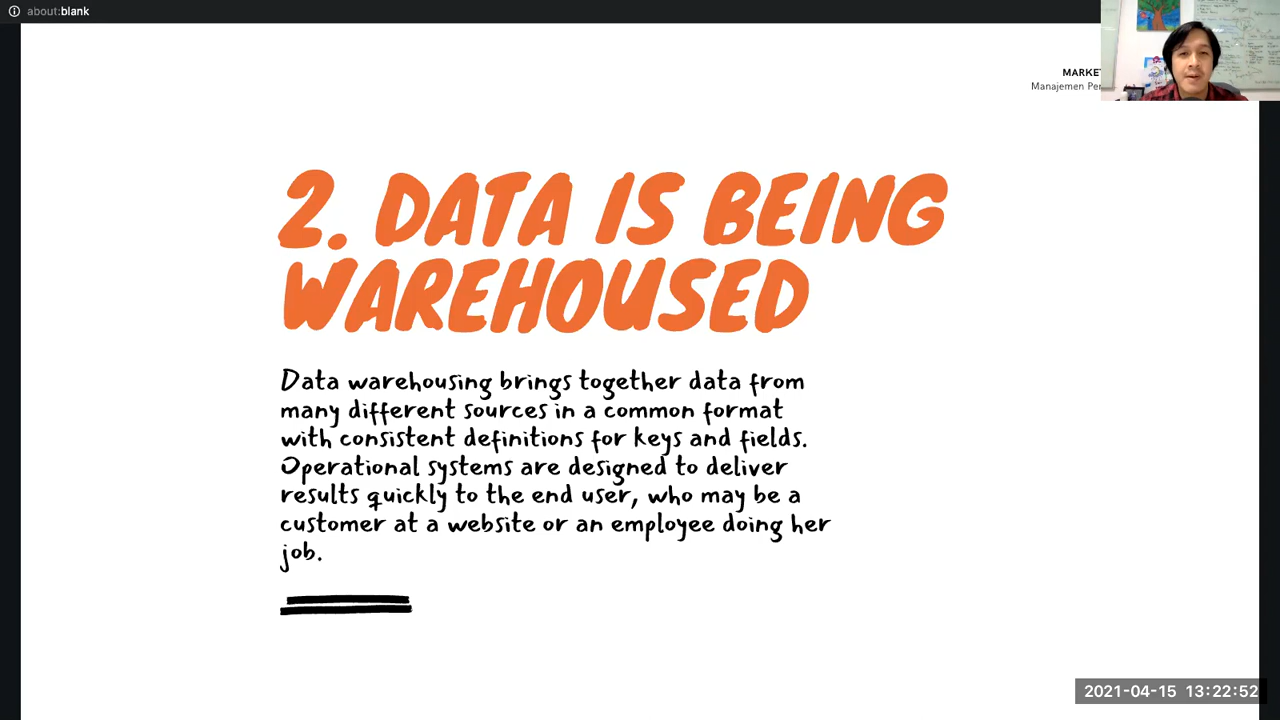 about:blank
MARKET
Manajemen Per
2. DATA IS BEING
WAREHOUSED
Data warehousing brings together data from
many different sources in a common format
with consistent definitions for keys and fields.
Operational systems are designed to deliver
results quickly to the end user, who may be a
customer at a website or an employee doing her
job.
2021-04-15 13:22:52